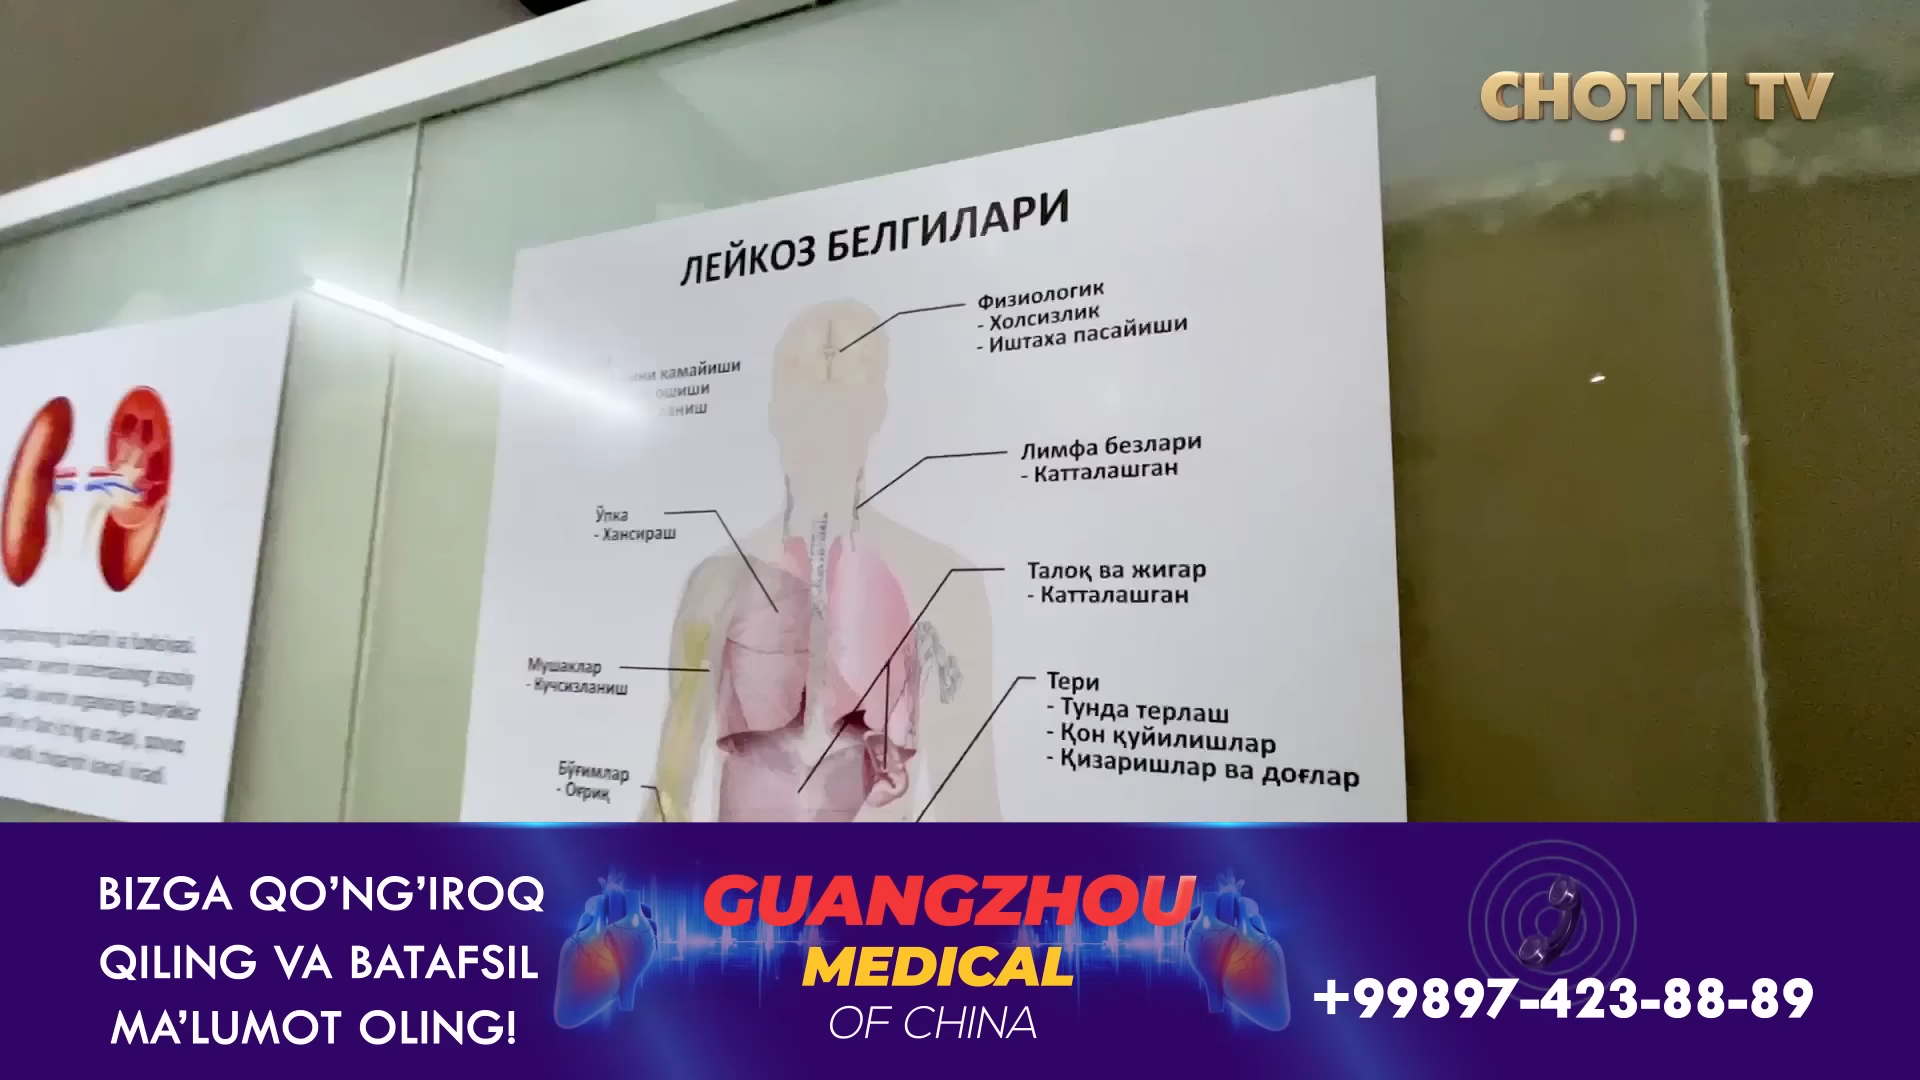 CHOTKI TV
ЛЕЙКОЗ БЕЛГИЛАРИ
Физиологик
- Холсизлик
- Иштаха пасайиши
камайиши
ошиши
Лимфа безлари
- Катталашган
Ўпка
- Хансираш
Талоқ ва жигар
- Катталашган
Мушаклар
- Кучсизланиш
Тери
- Тунда терлаш
- Қон қуйилишлар
- Қизаришлар ва доғлар
Бўғимлар
- Оғриқ
BIZGA QO’NG’IROQ
QILING VA BATAFSIL
MA’LUMOT OLING!
GUANGZHOU
MEDICAL
OF CHINA
+99897-423-88-89